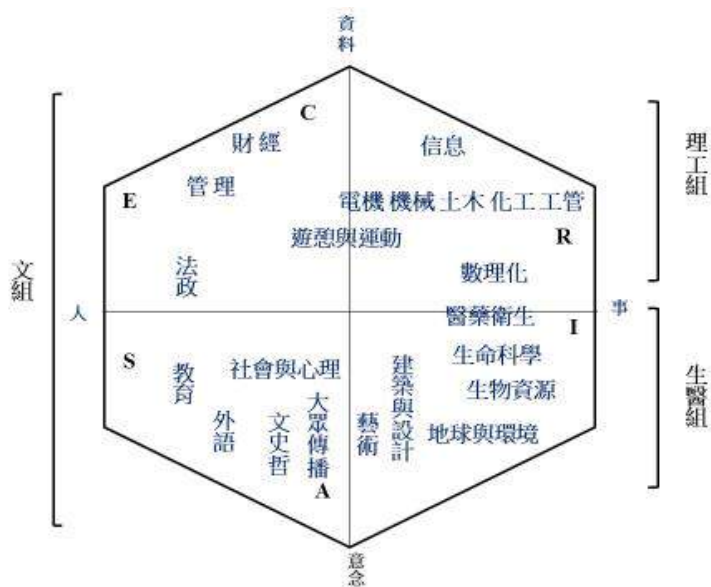 資料
C
財經
信息
管理
E
電機 機械 土木 化工 工管
遊憩與運動
R
法政
數理化
人
事
醫藥衛生
I
S
教育
社會與心理
生命科學
建築與設計
生物資源
外語
文史哲
大眾傳播
藝術
地球與環境
A
意念
文組
理工組
生醫組